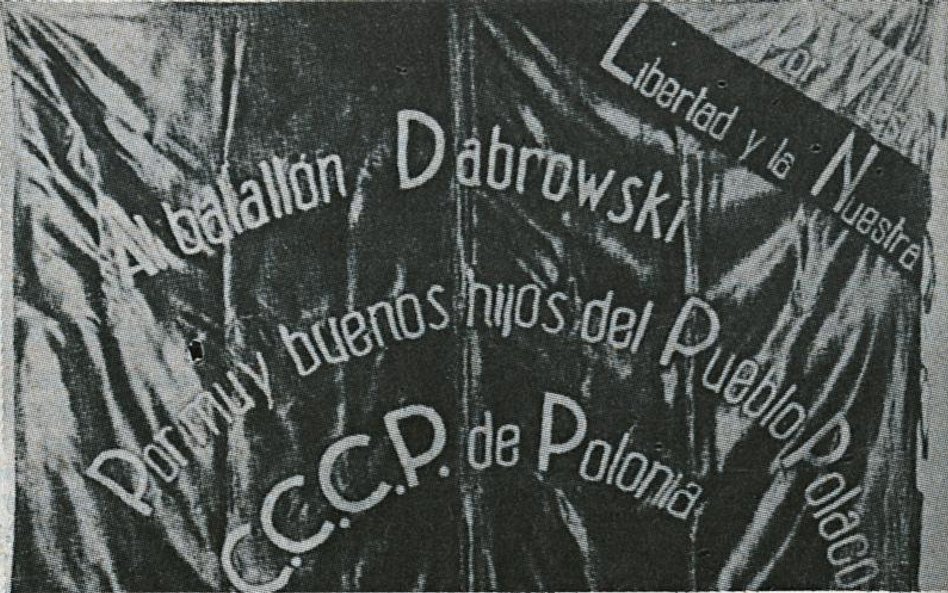 Por Vuestra
Libertad y la Nuestra
Al batallón Dabrowski
Por muy buenos hijos del Pueblo Polaco
C.C.C.P. de Polonia